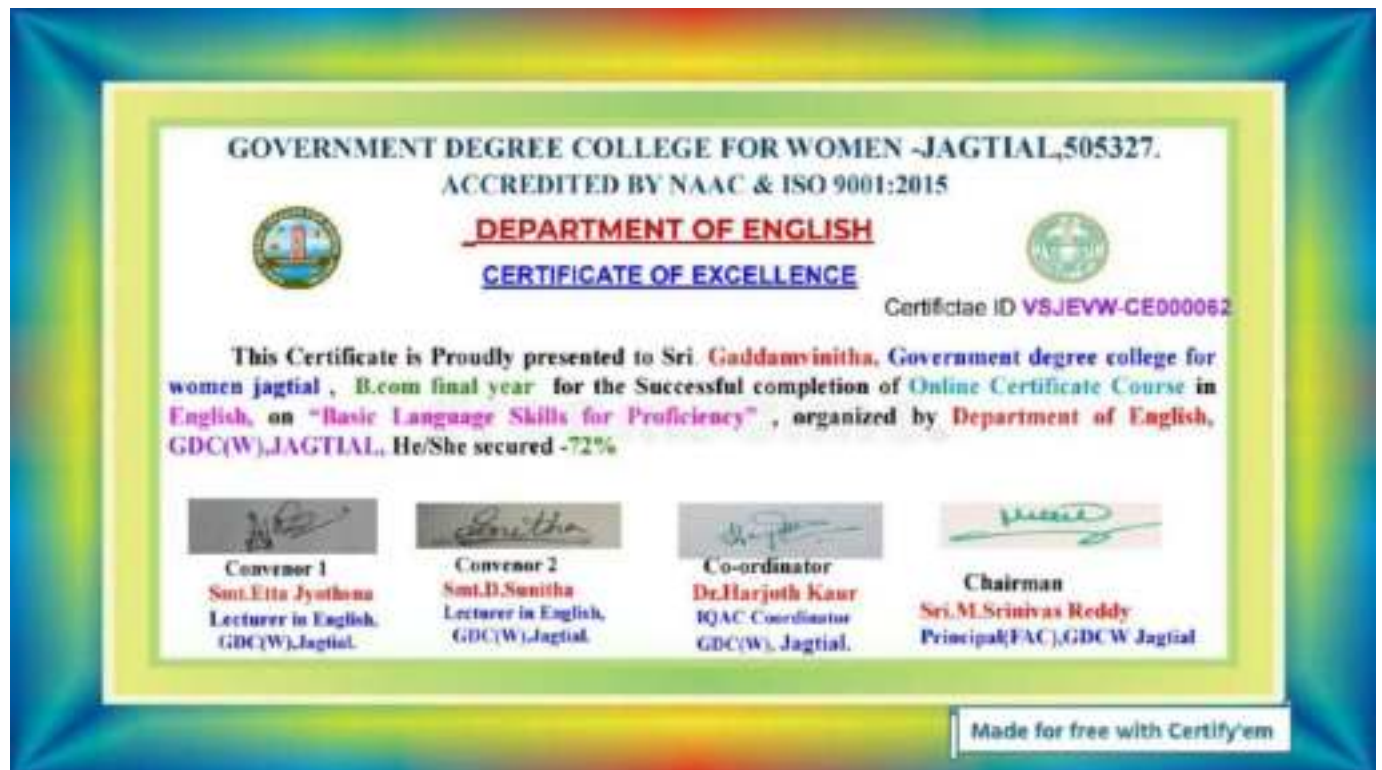 GOVERNMENT DEGREE COLLEGE FOR WOMEN -JAGTIAL,505327.
ACCREDITED BY NAAC & ISO 9001:2015
_DEPARTMENT OF ENGLISH
CERTIFICATE OF EXCELLENCE
Certifictae ID VSJEVW-CE000062
This Certificate is Proudly presented to Sri Gaddamvinitha, Government degree college for
women jagtial , B.com final year for the Successful completion of Online Certificate Course in
English, on “Basic Language Skills for Proficiency” , organized by Department of English,
GDC(W),JAGTIAL, He/She secured -72%
Sunitha
Convenor 1
Smt.Etta Jyothsna
Lecturer in English,
GDC(W),Jagtial.
Convenor 2
Smt.D.Sunitha
Lecturer in English,
GDC(W),Jagtial.
Co-ordinator
Dr.Harjoth Kaur
IQAC Coordinator
GDC(W), Jagtial.
Chairman
Sri.M.Srinivas Reddy
Principal(FAC),GDCW Jagtial
Made for free with Certify'em